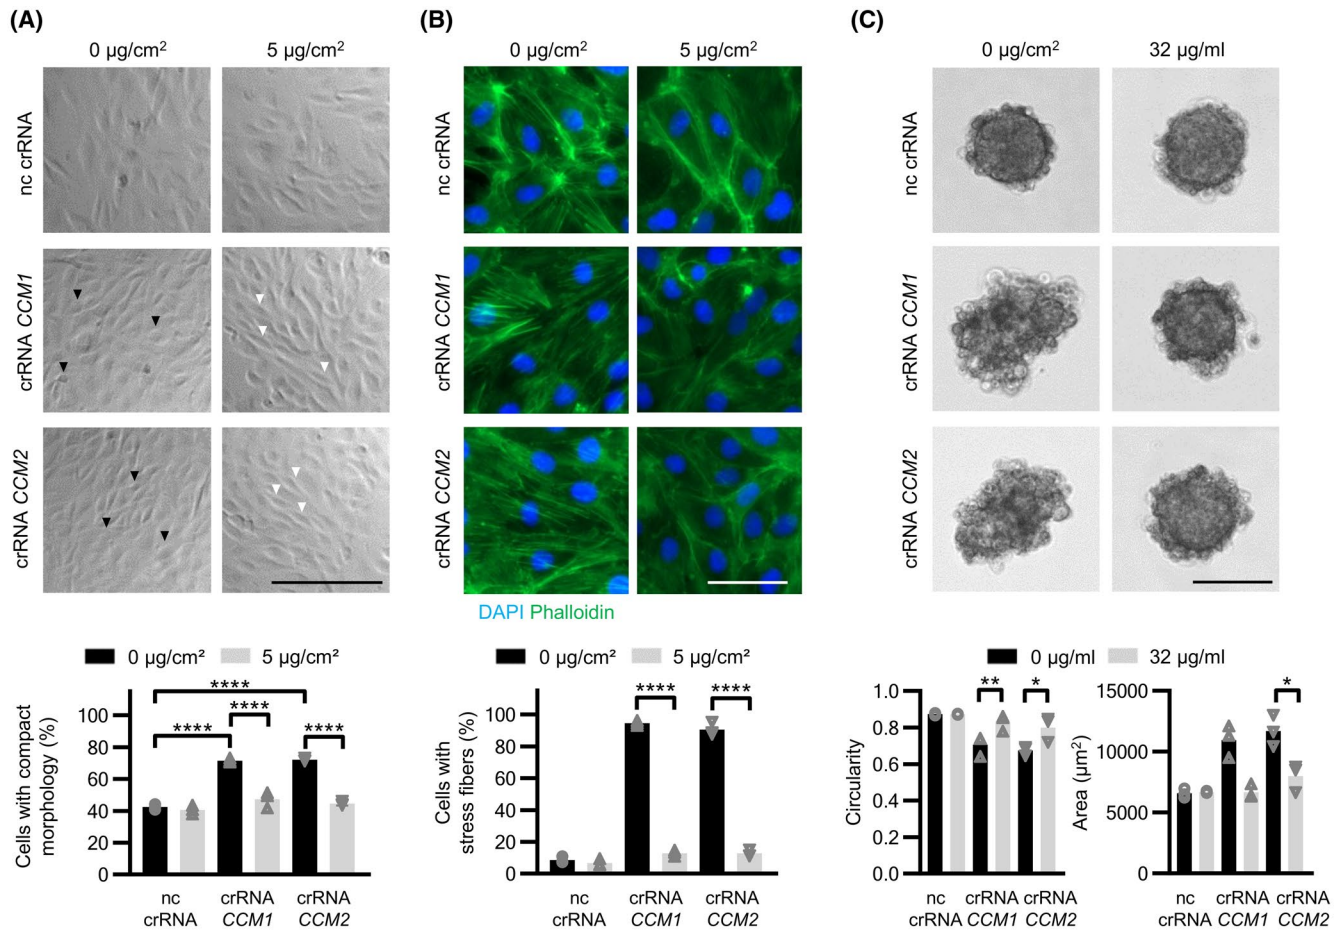 (A)
0 µg/cm²
5 µg/cm²
nc crRNA
crRNA CCM1
crRNA CCM2
(B)
0 µg/cm²
5 µg/cm²
nc crRNA
crRNA CCM1
crRNA CCM2
DAPI Phalloidin
(C)
0 µg/cm²
32 µg/ml
nc crRNA
crRNA CCM1
crRNA CCM2
0 µg/cm² 5 µg/cm²
Cells with compact
morphology (%)
100
80
60
40
20
0
****
****
****
****
nc
crRNA
crRNA
CCM1
crRNA
CCM2
0 µg/cm² 5 µg/cm²
Cells with
stress fibers (%)
100
80
60
40
20
0
****
****
nc
crRNA
crRNA
CCM1
crRNA
CCM2
0 µg/ml 32 µg/ml
Circularity
1.0
0.8
0.6
0.4
0.2
0.0
**
*
nc
crRNA
crRNA
CCM1
crRNA
CCM2
Area (µm²)
15000
10000
5000
0
*
nc
crRNA
crRNA
CCM1
crRNA
CCM2